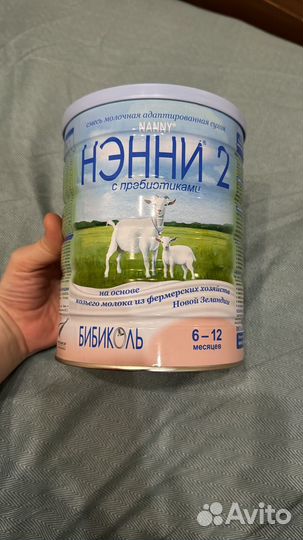 смесь молочная адаптированная сухая
NANNY®
НЭННИ® 2
с пребиотиками
на основе
козьего молока из фермерских хозяйств
Новой Зеландии
БИБИКОЛЬ
6–12
месяцев
Avito